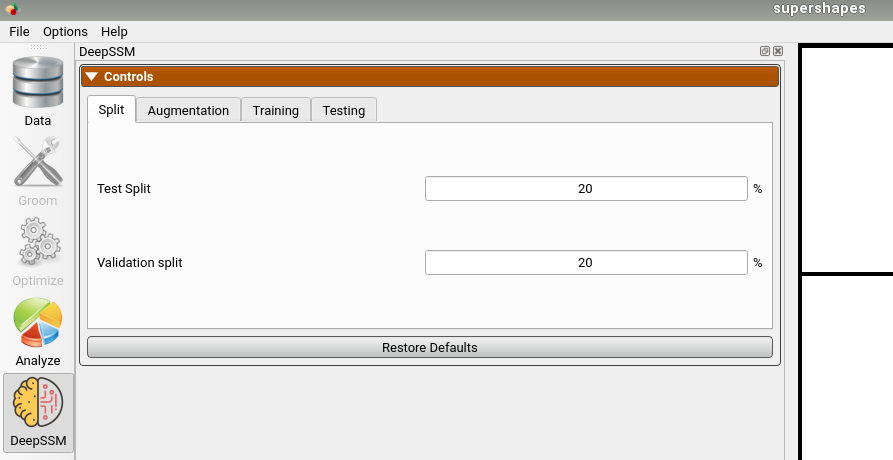 supershapes
File Options Help
DeepSSM
Controls
Split Augmentation Training Testing
Test Split 20 %
Validation split 20 %
Restore Defaults
Data
Groom
Optimize
Analyze
DeepSSM